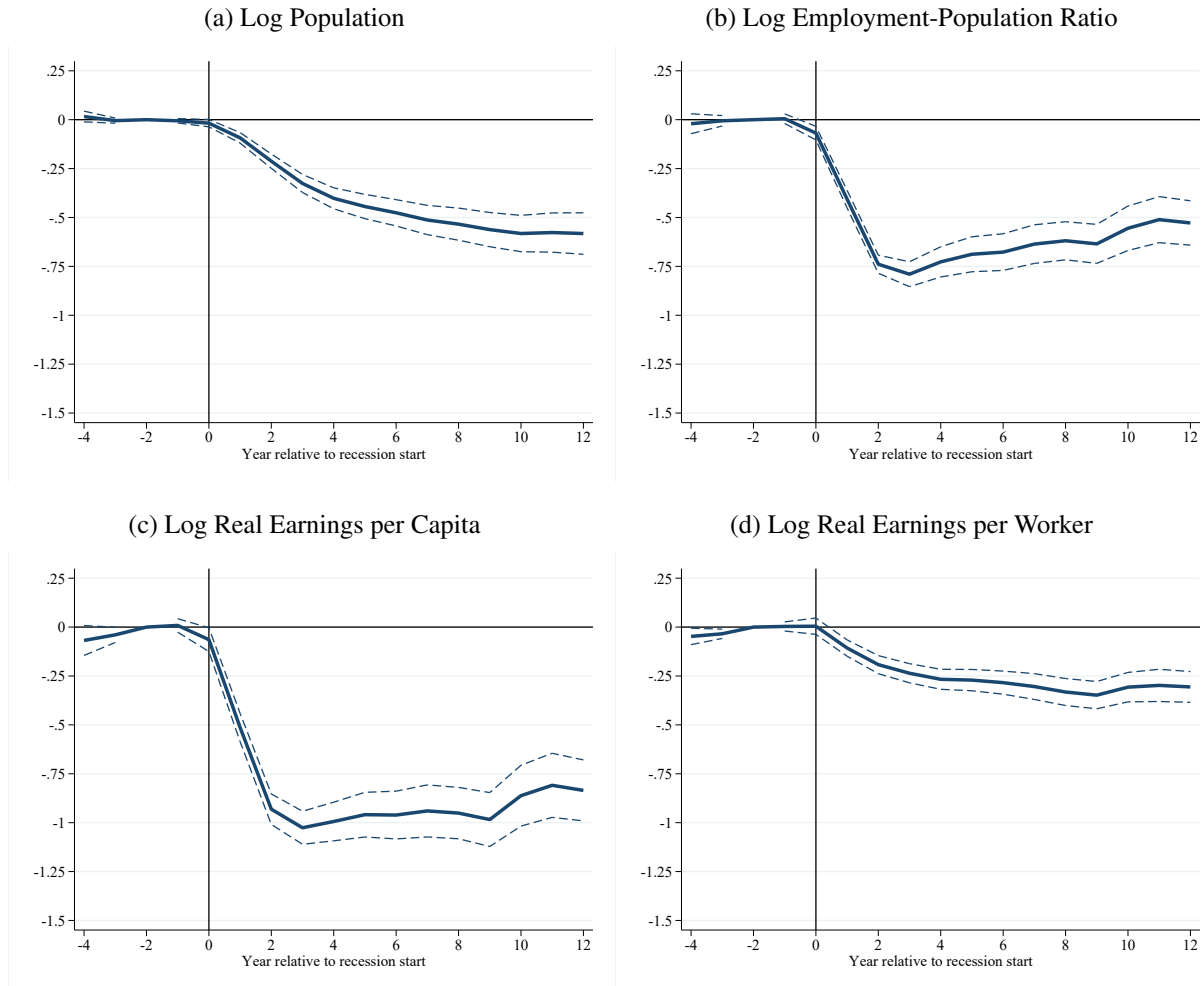 (a) Log Population
(b) Log Employment-Population Ratio
.25
0
-.25
-.5
-.75
-1
-1.25
-1.5
-4 -2 0 2 4 6 8 10 12
Year relative to recession start
.25
0
-.25
-.5
-.75
-1
-1.25
-1.5
-4 -2 0 2 4 6 8 10 12
Year relative to recession start
(c) Log Real Earnings per Capita
(d) Log Real Earnings per Worker
.25
0
-.25
-.5
-.75
-1
-1.25
-1.5
-4 -2 0 2 4 6 8 10 12
Year relative to recession start
.25
0
-.25
-.5
-.75
-1
-1.25
-1.5
-4 -2 0 2 4 6 8 10 12
Year relative to recession start